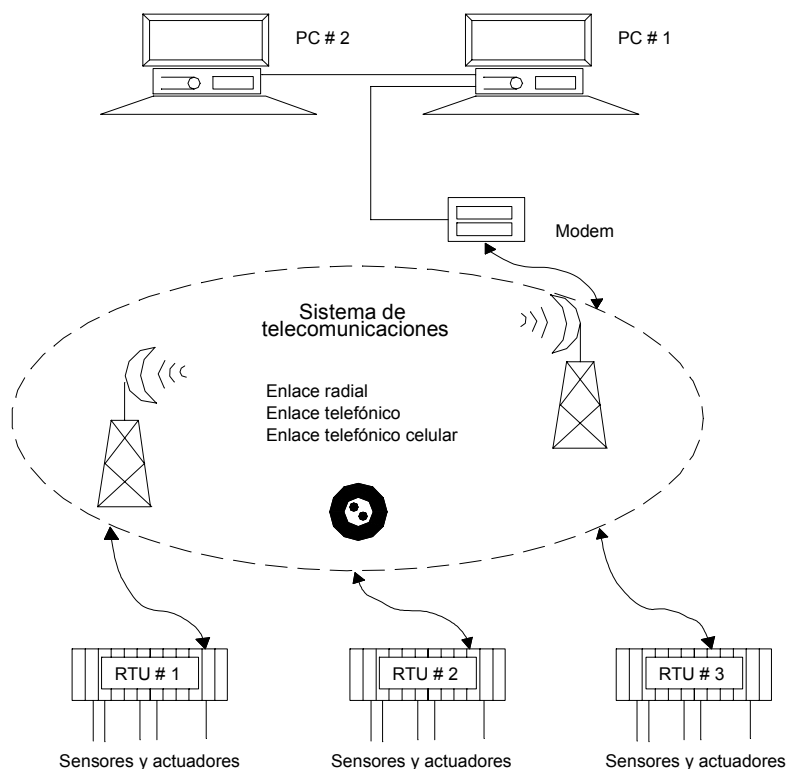 PC # 2
PC # 1
Modem
Sistema de
telecomunicaciones
Enlace radial
Enlace telefónico
Enlace telefónico celular
RTU # 1
RTU # 2
RTU # 3
Sensores y actuadores
Sensores y actuadores
Sensores y actuadores